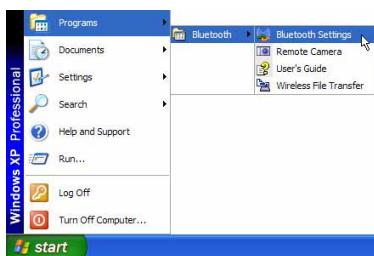 Programs
Documents
Settings
Search
Help and Support
Run...
Log Off
Turn Off Computer...
Windows XP Professional
start
Bluetooth
Bluetooth Settings
Remote Camera
User's Guide
Wireless File Transfer